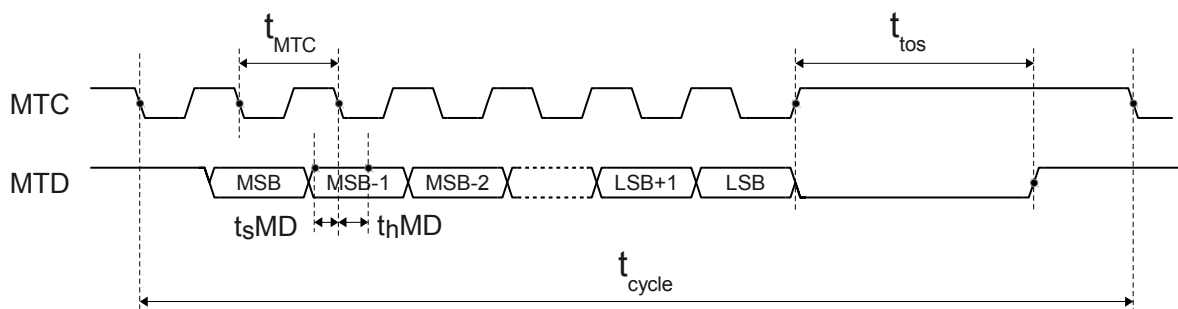 tMTC
ttos
MTC
MTD
MSB
MSB-1
MSB-2
LSB+1
LSB
tsMD
thMD
tcycle